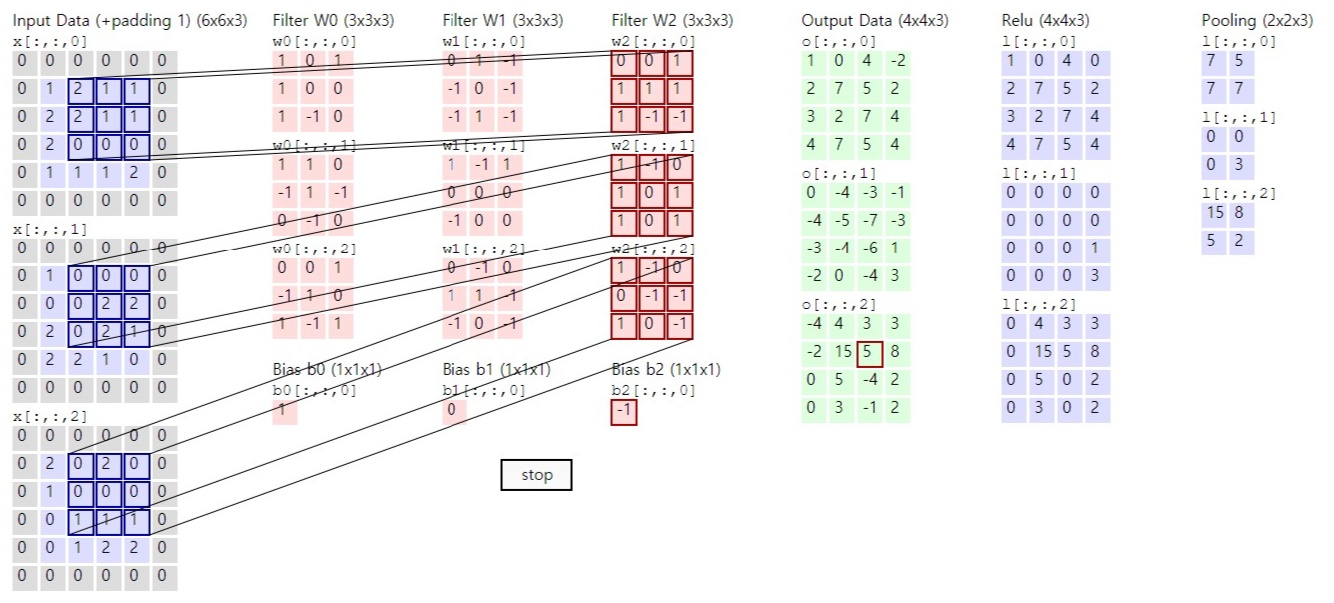 Input Data (+padding 1) (6x6x3)
x[:,:,0]
0 0 0 0 0 0
0 1 2 1 1 0
0 2 2 1 1 0
0 2 0 0 0 0
0 1 1 1 2 0
0 0 0 0 0 0
x[:,:,1]
0 0 0 0 0 0
0 1 0 0 0 0
0 0 0 2 2 0
0 2 0 2 1 0
0 2 2 1 0 0
0 0 0 0 0 0
x[:,:,2]
0 0 0 0 0 0
0 2 0 2 0 0
0 1 0 0 0 0
0 0 1 1 1 0
0 0 1 2 2 0
0 0 0 0 0 0
Filter W0 (3x3x3)
w0[:,:,0]
1 0 1
1 0 0
1 -1 0
w0[:,:,1]
1 1 0
-1 1 -1
0 -1 0
w0[:,:,2]
0 0 1
-1 1 0
1 -1 1
Bias b0 (1x1x1)
b0[:,:,0]
1
Filter W1 (3x3x3)
w1[:,:,0]
0 1 -1
-1 0 -1
-1 1 -1
w1[:,:,1]
1 -1 1
0 0 0
-1 0 0
w1[:,:,2]
0 -1 0
1 1 -1
-1 0 -1
Bias b1 (1x1x1)
b1[:,:,0]
0
Filter W2 (3x3x3)
w2[:,:,0]
0 0 1
1 1 1
1 -1 -1
w2[:,:,1]
1 -1 0
1 0 1
1 0 1
w2[:,:,2]
1 -1 0
0 -1 -1
1 0 -1
Bias b2 (1x1x1)
b2[:,:,0]
-1
stop
Output Data (4x4x3)
o[:,:,0]
1 0 4 -2
2 7 5 2
3 2 7 4
4 7 5 4
o[:,:,1]
0 -4 -3 -1
-4 -5 -7 -3
-3 -4 -6 1
-2 0 -4 3
o[:,:,2]
-4 4 3 3
-2 15 5 8
0 5 -4 2
0 3 -1 2
Relu (4x4x3)
l[:,:,0]
1 0 4 0
2 7 5 2
3 2 7 4
4 7 5 4
l[:,:,1]
0 0 0 0
0 0 0 0
0 0 0 1
0 0 0 3
l[:,:,2]
0 4 3 3
0 15 5 8
0 5 0 2
0 3 0 2
Pooling (2x2x3)
l[:,:,0]
7 5
7 7
l[:,:,1]
0 0
0 3
l[:,:,2]
15 8
5 2